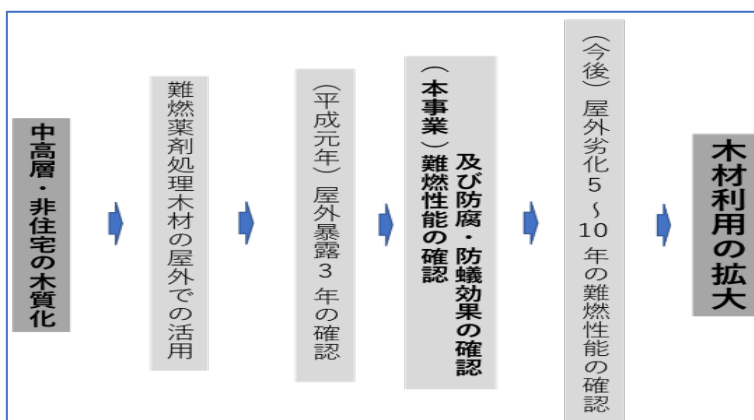 中高層・非住宅の木質化
難燃薬剤処理木材の屋外での活用
（平成元年）屋外暴露3年の確認
（本事業）難燃性能の確認
及び防腐・防蟻効果の確認
（今後）屋外劣化5～10年の難燃性能の確認
木材利用の拡大